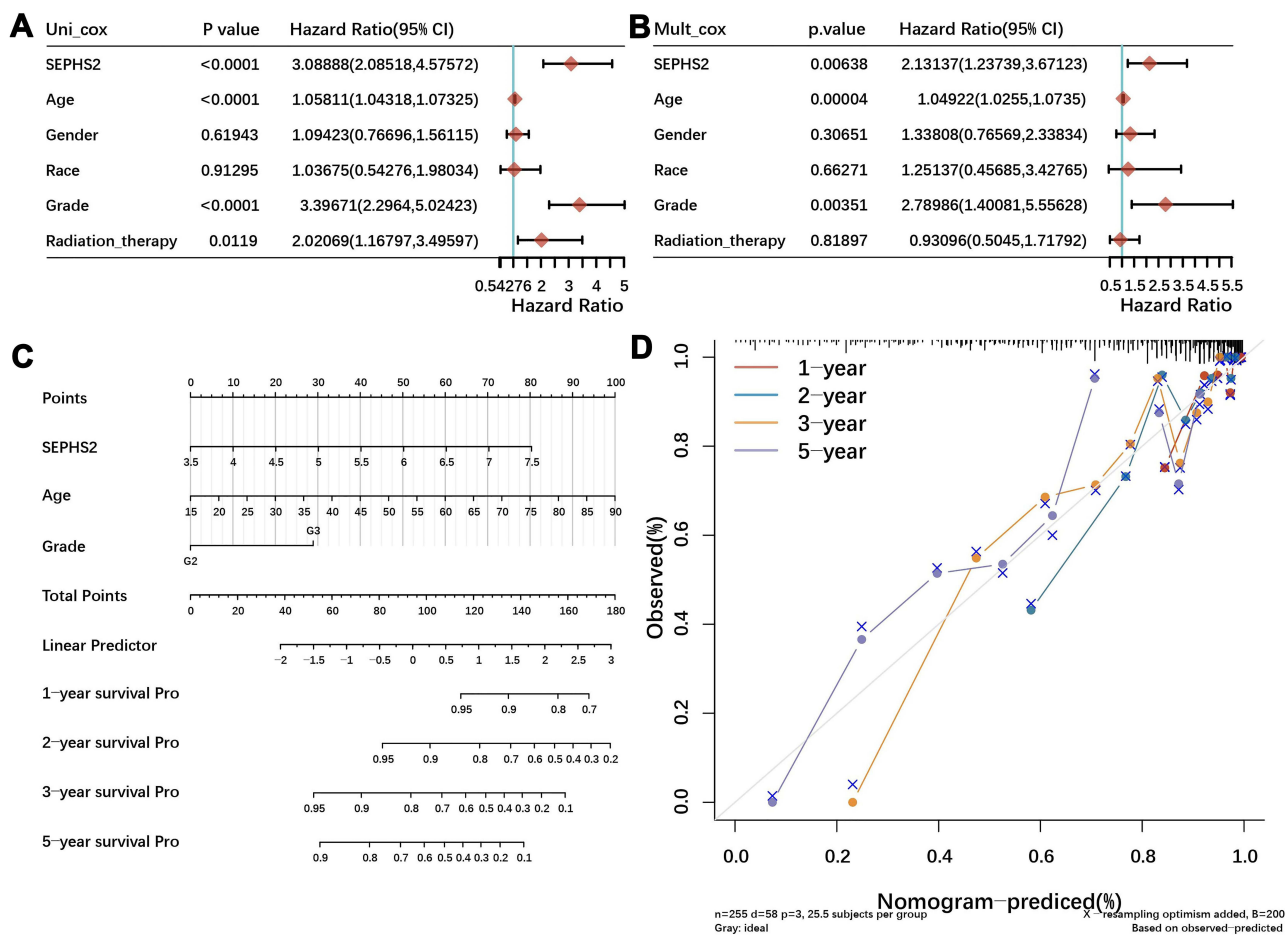 A
Uni_cox P value Hazard Ratio(95% CI)
SEPHS2 <0.0001 3.08888(2.08518,4.57572)
Age <0.0001 1.05811(1.04318,1.07325)
Gender 0.61943 1.09423(0.76696,1.56115)
Race 0.91295 1.03675(0.54276,1.98034)
Grade <0.0001 3.39671(2.2964,5.02423)
Radiation_therapy 0.0119 2.02069(1.16797,3.49597)
0.54276 2 3 4 5
Hazard Ratio
B
Mult_cox p.value Hazard Ratio(95% CI)
SEPHS2 0.00638 2.13137(1.23739,3.67123)
Age 0.00004 1.04922(1.0255,1.0735)
Gender 0.30651 1.33808(0.76569,2.33834)
Race 0.66271 1.25137(0.45685,3.42765)
Grade 0.00351 2.78986(1.40081,5.55628)
Radiation_therapy 0.81897 0.93096(0.5045,1.71792)
0.5 1.5 2.5 3.5 4.5 5.5
Hazard Ratio
C
0 10 20 30 40 50 60 70 80 90 100
Points
SEPHS2
3.5 4 4.5 5 5.5 6 6.5 7 7.5
Age
15 20 25 30 35 40 45 50 55 60 65 70 75 80 85 90
G3
Grade
G2
Total Points
0 20 40 60 80 100 120 140 160 180
Linear Predictor
−2 −1.5 −1 −0.5 0 0.5 1 1.5 2 2.5 3
1−year survival Pro
0.95 0.9 0.8 0.7
2−year survival Pro
0.95 0.9 0.8 0.7 0.6 0.5 0.4 0.3 0.2
3−year survival Pro
0.95 0.9 0.8 0.7 0.6 0.5 0.4 0.3 0.2 0.1
5−year survival Pro
0.9 0.8 0.7 0.6 0.5 0.4 0.3 0.2 0.1
D
1−year
2−year
3−year
5−year
Observed(%)
1.0
0.8
0.6
0.4
0.2
0.0
0.0 0.2 0.4 0.6 0.8 1.0
Nomogram−prediced(%)
n=255 d=58 p=3, 25.5 subjects per group
Gray: ideal
X − resampling optimism added, B=200
Based on observed−predicted